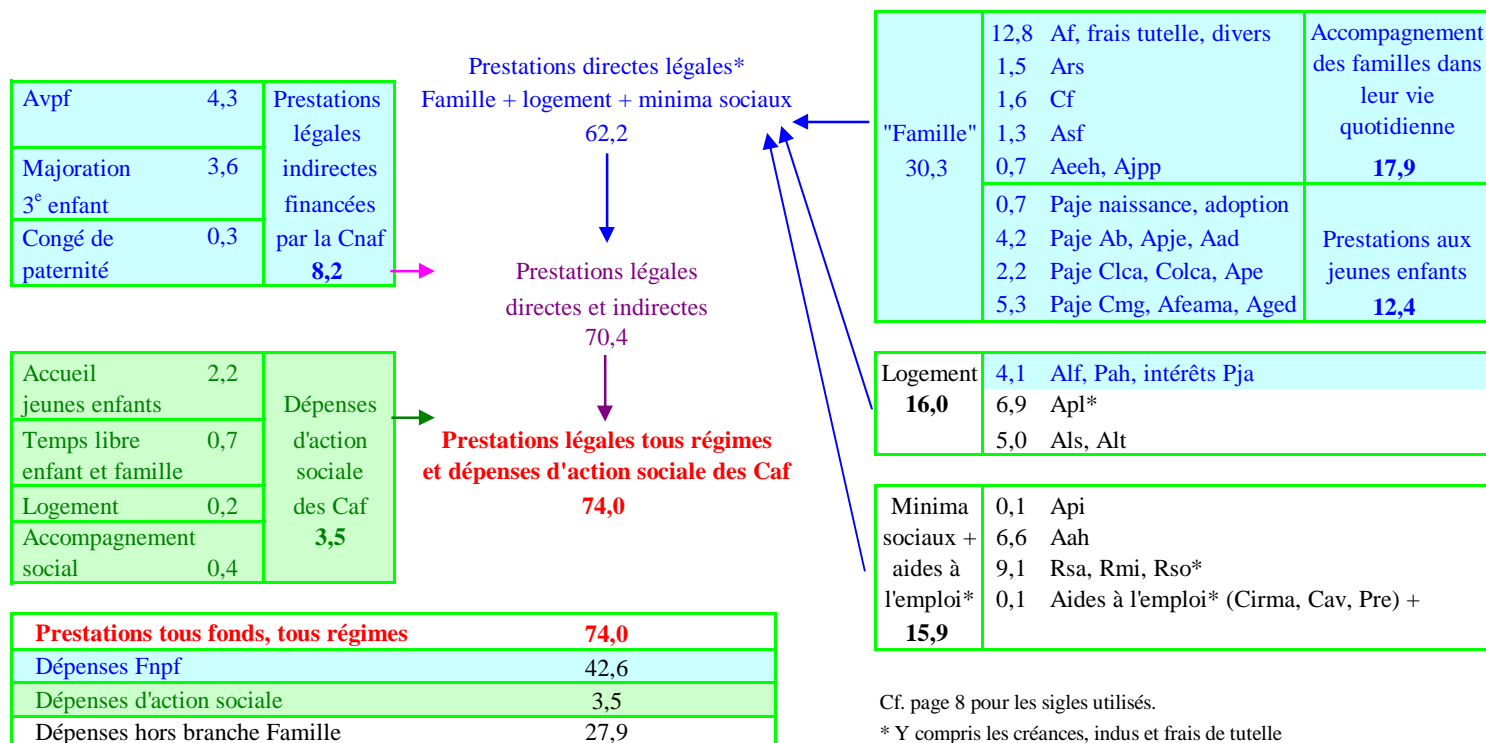 Avpf 4,3
Majoration 3,6
3e enfant
Congé de 0,3
paternité
Prestations
légales
indirectes
financées
par la Cnaf
8,2
Accueil 2,2
jeunes enfants
Temps libre 0,7
enfant et famille
Logement 0,2
Accompagnement
social 0,4
Dépenses
d'action
sociale
des Caf
3,5
Prestations directes légales*
Famille + logement + minima sociaux
62,2
Prestations légales
directes et indirectes
70,4
Prestations légales tous régimes
et dépenses d'action sociale des Caf
74,0
"Famille"
30,3
12,8 Af, frais tutelle, divers
1,5 Ars
1,6 Cf
1,3 Asf
0,7 Aeeh, Ajpp
Accompagnement
des familles dans
leur vie
quotidienne
17,9
0,7 Paje naissance, adoption
4,2 Paje Ab, Apje, Aad
2,2 Paje Clca, Colca, Ape
5,3 Paje Cmg, Afeama, Aged
Prestations aux
jeunes enfants
12,4
Logement
16,0
4,1 Alf, Pah, intérêts Pja
6,9 Apl*
5,0 Als, Alt
Minima
sociaux +
aides à
l'emploi*
15,9
0,1 Api
6,6 Aah
9,1 Rsa, Rmi, Rso*
0,1 Aides à l'emploi* (Cirma, Cav, Pre) +
Prestations tous fonds, tous régimes 74,0
Dépenses Fnpf 42,6
Dépenses d'action sociale 3,5
Dépenses hors branche Famille 27,9
Cf. page 8 pour les sigles utilisés.
* Y compris les créances, indus et frais de tutelle